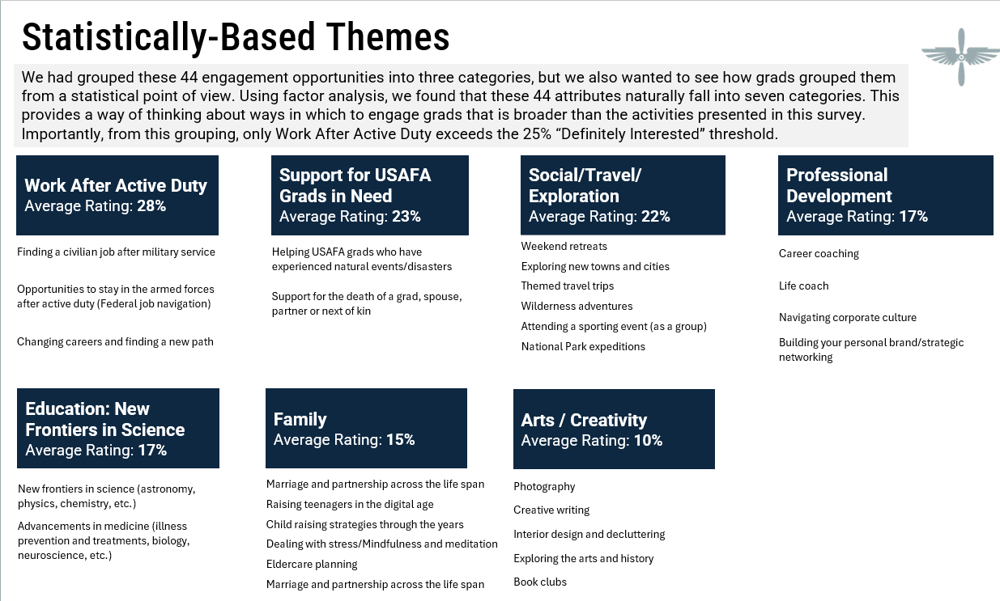 Statistically-Based Themes
We had grouped these 44 engagement opportunities into three categories, but we also wanted to see how grads grouped them
from a statistical point of view. Using factor analysis, we found that these 44 attributes naturally fall into seven categories. This
provides a way of thinking about ways in which to engage grads that is broader than the activities presented in this survey.
Importantly, from this grouping, only Work After Active Duty exceeds the 25% “Definitely Interested” threshold.
Work After Active Duty
Average Rating: 28%
Finding a civilian job after military service
Opportunities to stay in the armed forces
after active duty (Federal job navigation)
Changing careers and finding a new path
Support for USAFA
Grads in Need
Average Rating: 23%
Helping USAFA grads who have
experienced natural events/disasters
Support for the death of a grad, spouse,
partner or next of kin
Social/Travel/
Exploration
Average Rating: 22%
Weekend retreats
Exploring new towns and cities
Themed travel trips
Wilderness adventures
Attending a sporting event (as a group)
National Park expeditions
Professional
Development
Average Rating: 17%
Career coaching
Life coach
Navigating corporate culture
Building your personal brand/strategic
networking
Education: New
Frontiers in Science
Average Rating: 17%
New frontiers in science (astronomy,
physics, chemistry, etc.)
Advancements in medicine (illness
prevention and treatments, biology,
neuroscience, etc.)
Family
Average Rating: 15%
Marriage and partnership across the life span
Raising teenagers in the digital age
Child raising strategies through the years
Dealing with stress/Mindfulness and meditation
Eldercare planning
Marriage and partnership across the life span
Arts / Creativity
Average Rating: 10%
Photography
Creative writing
Interior design and decluttering
Exploring the arts and history
Book clubs